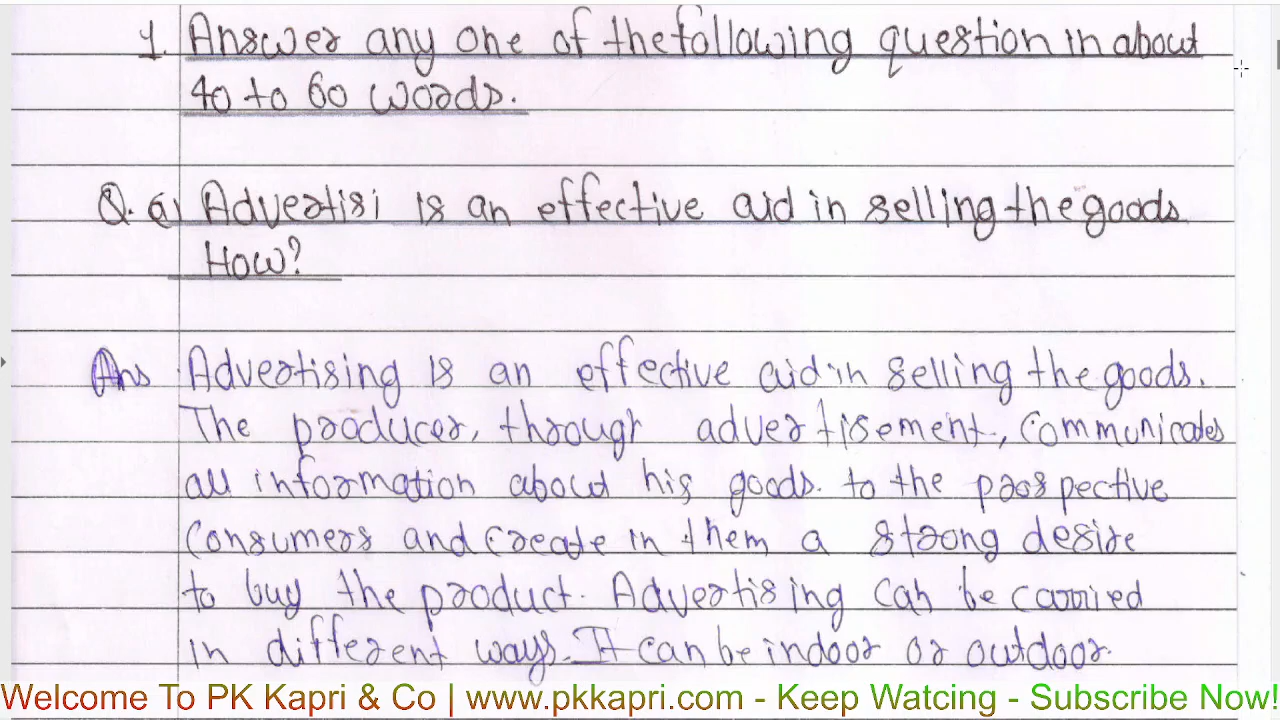 1. Answer any one of the following question in about
40 to 60 words.
Q. a) Advertisi is an effective aid in selling the goods
How?
Ans Advertising is an effective aid in selling the goods.
The producer, through advertisement, communicates
all information about his goods. to the prospective
consumers and create in them a strong desire
to buy the product. Advertising can be carried
in different ways. It can be indoor or outdoor.
Welcome To PK Kapri & Co | www.pkkapri.com - Keep Watcing - Subscribe Now!